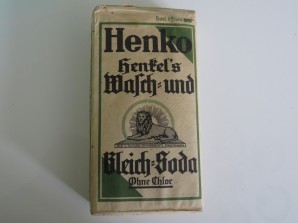 Henko
Henkel's
Wasch- und
Bleich-Soda
Ohne Chlor